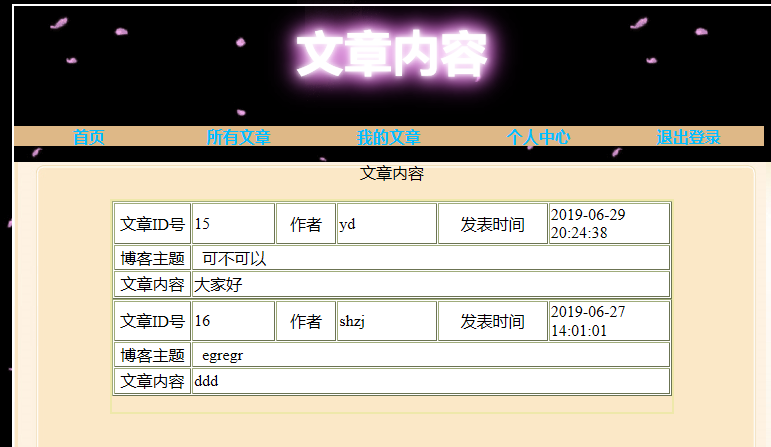 文章内容
首页 所有文章 我的文章 个人中心 退出登录
文章内容
文章ID号 15 作者 yd 发表时间 2019-06-29
20:24:38
博客主题 可不可以
文章内容 大家好
文章ID号 16 作者 shzj 发表时间 2019-06-27
14:01:01
博客主题 egregr
文章内容 ddd